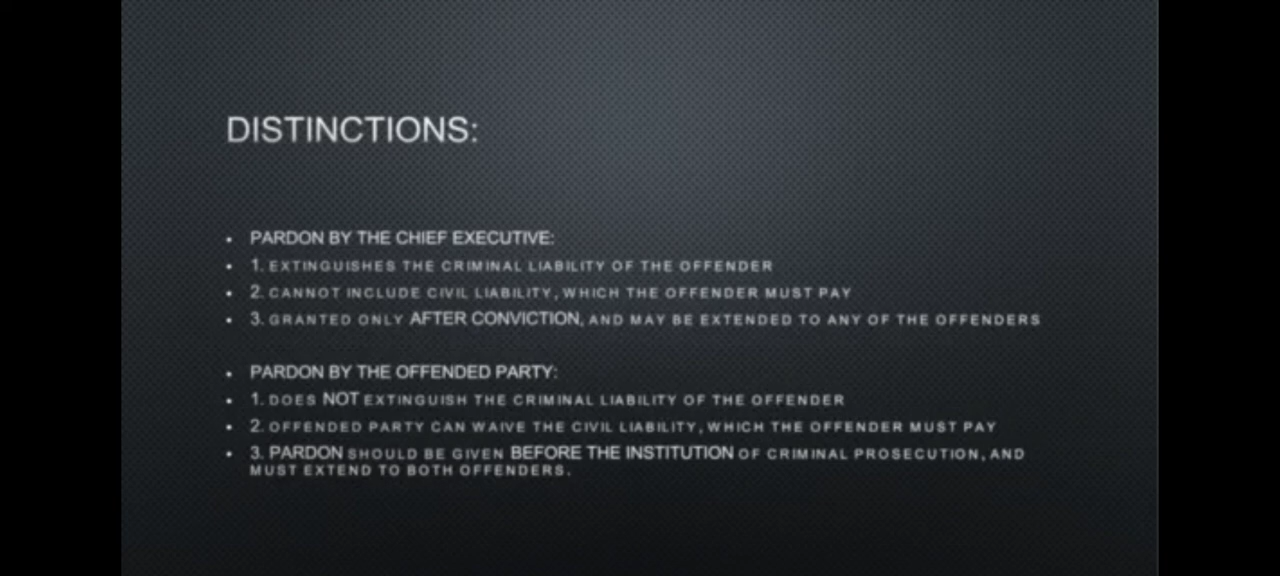 DISTINCTIONS:
• PARDON BY THE CHIEF EXECUTIVE:
• 1. EXTINGUISHES THE CRIMINAL LIABILITY OF THE OFFENDER
• 2. CANNOT INCLUDE CIVIL LIABILITY, WHICH THE OFFENDER MUST PAY
• 3. GRANTED ONLY AFTER CONVICTION, AND MAY BE EXTENDED TO ANY OF THE OFFENDERS
• PARDON BY THE OFFENDED PARTY:
• 1. DOES NOT EXTINGUISH THE CRIMINAL LIABILITY OF THE OFFENDER
• 2. OFFENDED PARTY CAN WAIVE THE CIVIL LIABILITY, WHICH THE OFFENDER MUST PAY
• 3. PARDON SHOULD BE GIVEN BEFORE THE INSTITUTION OF CRIMINAL PROSECUTION, AND
MUST EXTEND TO BOTH OFFENDERS.